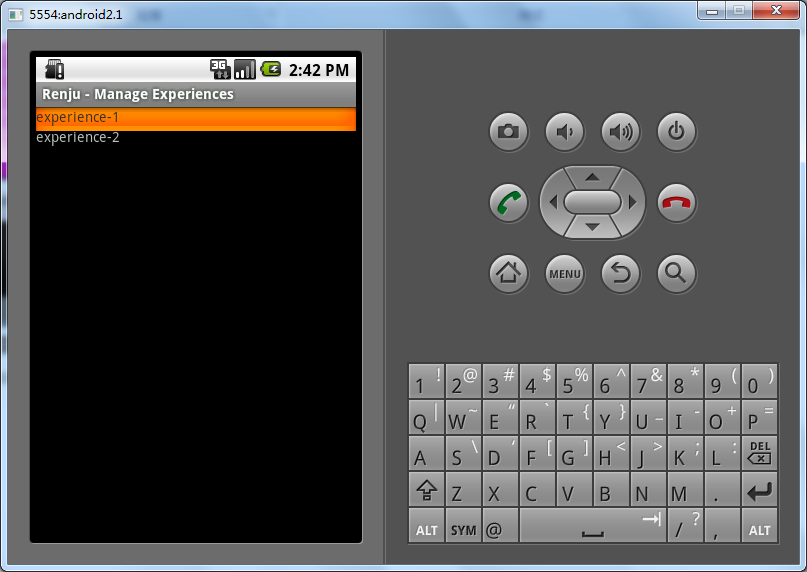 5554:android2.1
3G 2:42 PM
Renju - Manage Experiences
experience-1
experience-2
MENU
1 ! 2 @ 3 # 4 $ 5 % 6 ^ 7 & 8 * 9 ( 0 )
Q | W ~ E “ R ` T { Y } U _ I - O + P =
A S \ D ‘ F [ G ] H < J > K ; L : DEL
Z X C V B N M .
ALT SYM @ / ? , ALT